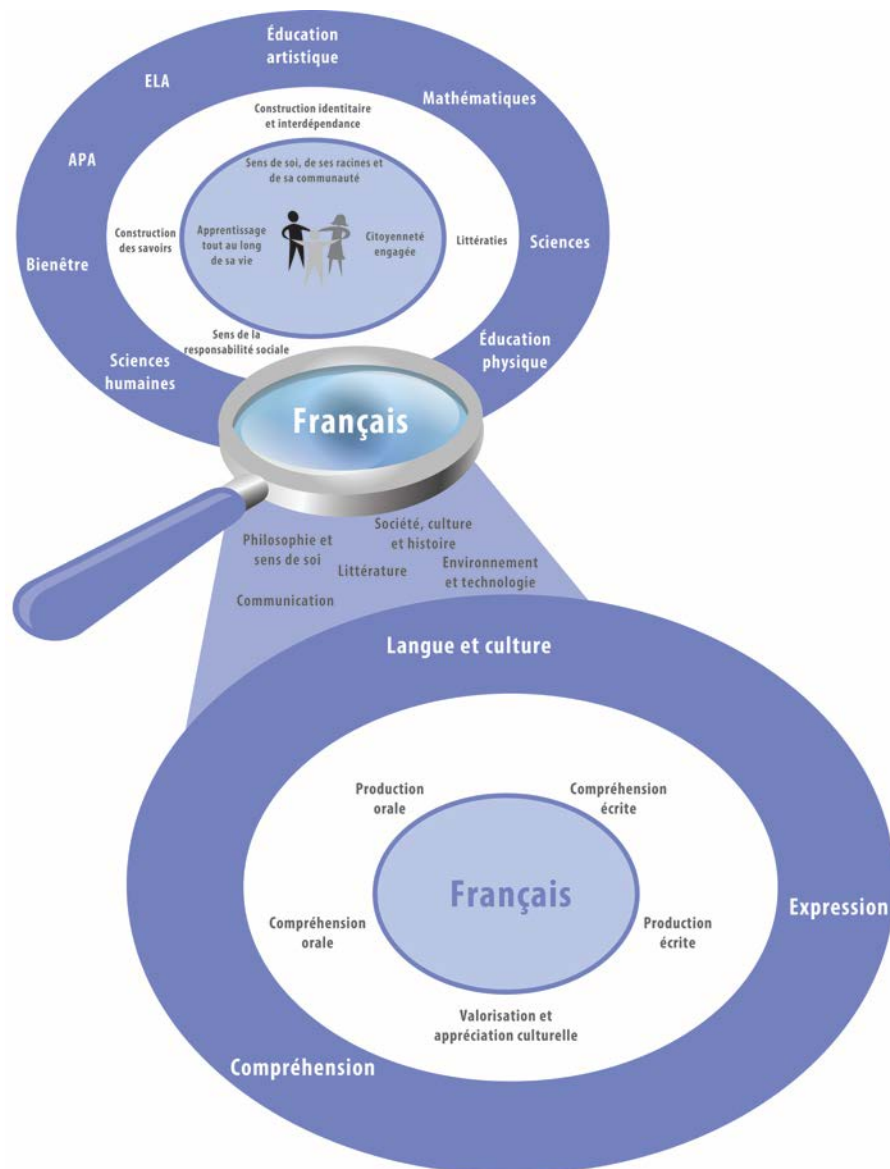 Éducation
artistique
ELA
Mathématiques
Construction identitaire
et interdépendance
APA
Sens de soi, de ses racines et
de sa communauté
Construction
des savoirs
Apprentissage
tout au long
de sa vie
Citoyenneté
engagée
Littératies
Sciences
Bienêtre
Sens de la
responsabilité sociale
Sciences
humaines
Éducation
physique
Français
Philosophie et
sens de soi
Société, culture
et histoire
Littérature
Environnement
et technologie
Communication
Langue et culture
Production
orale
Compréhension
écrite
Français
Expression
Compréhension
orale
Production
écrite
Valorisation et
appréciation culturelle
Compréhension